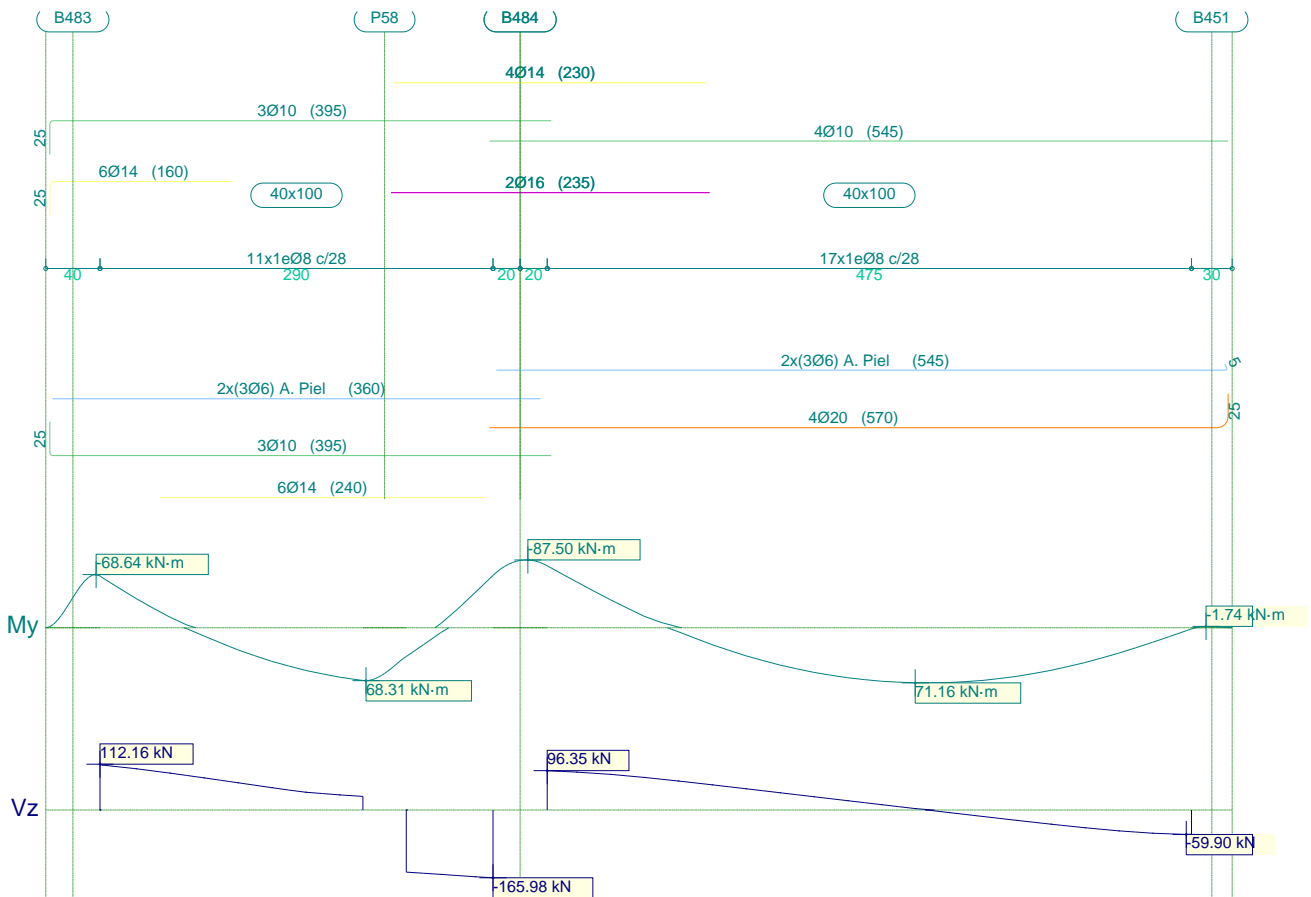 B483 P58 B484 B451
4Ø14 (230)
3Ø10 (395)
25
4Ø10 (545)
6Ø14 (160)
25
2Ø16 (235)
40x100 40x100
11x1eØ8 c/28 17x1eØ8 c/28
40 290 20 20 475 30
2x(3Ø6) A. Piel (545)
5
2x(3Ø6) A. Piel (360)
4Ø20 (570)
25
25
3Ø10 (395)
6Ø14 (240)
-68.64 kN·m
-87.50 kN·m
My
-1.74 kN·m
68.31 kN·m
71.16 kN·m
112.16 kN
96.35 kN
Vz
-59.90 kN
-165.98 kN